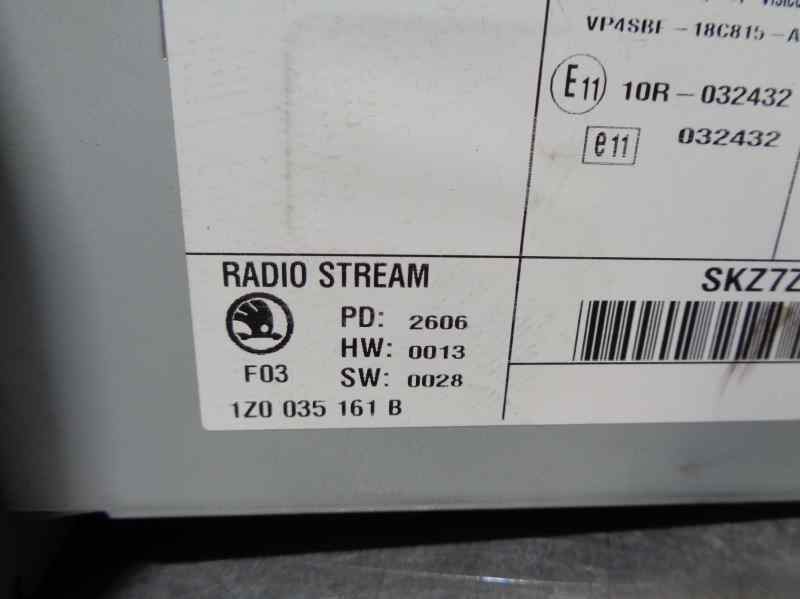 VP4SBF-18C815-A
E11 10R-032432
e11 032432
RADIO STREAM
SKZ7Z
PD: 2606
HW: 0013
F03
SW: 0028
1Z0 035 161 B